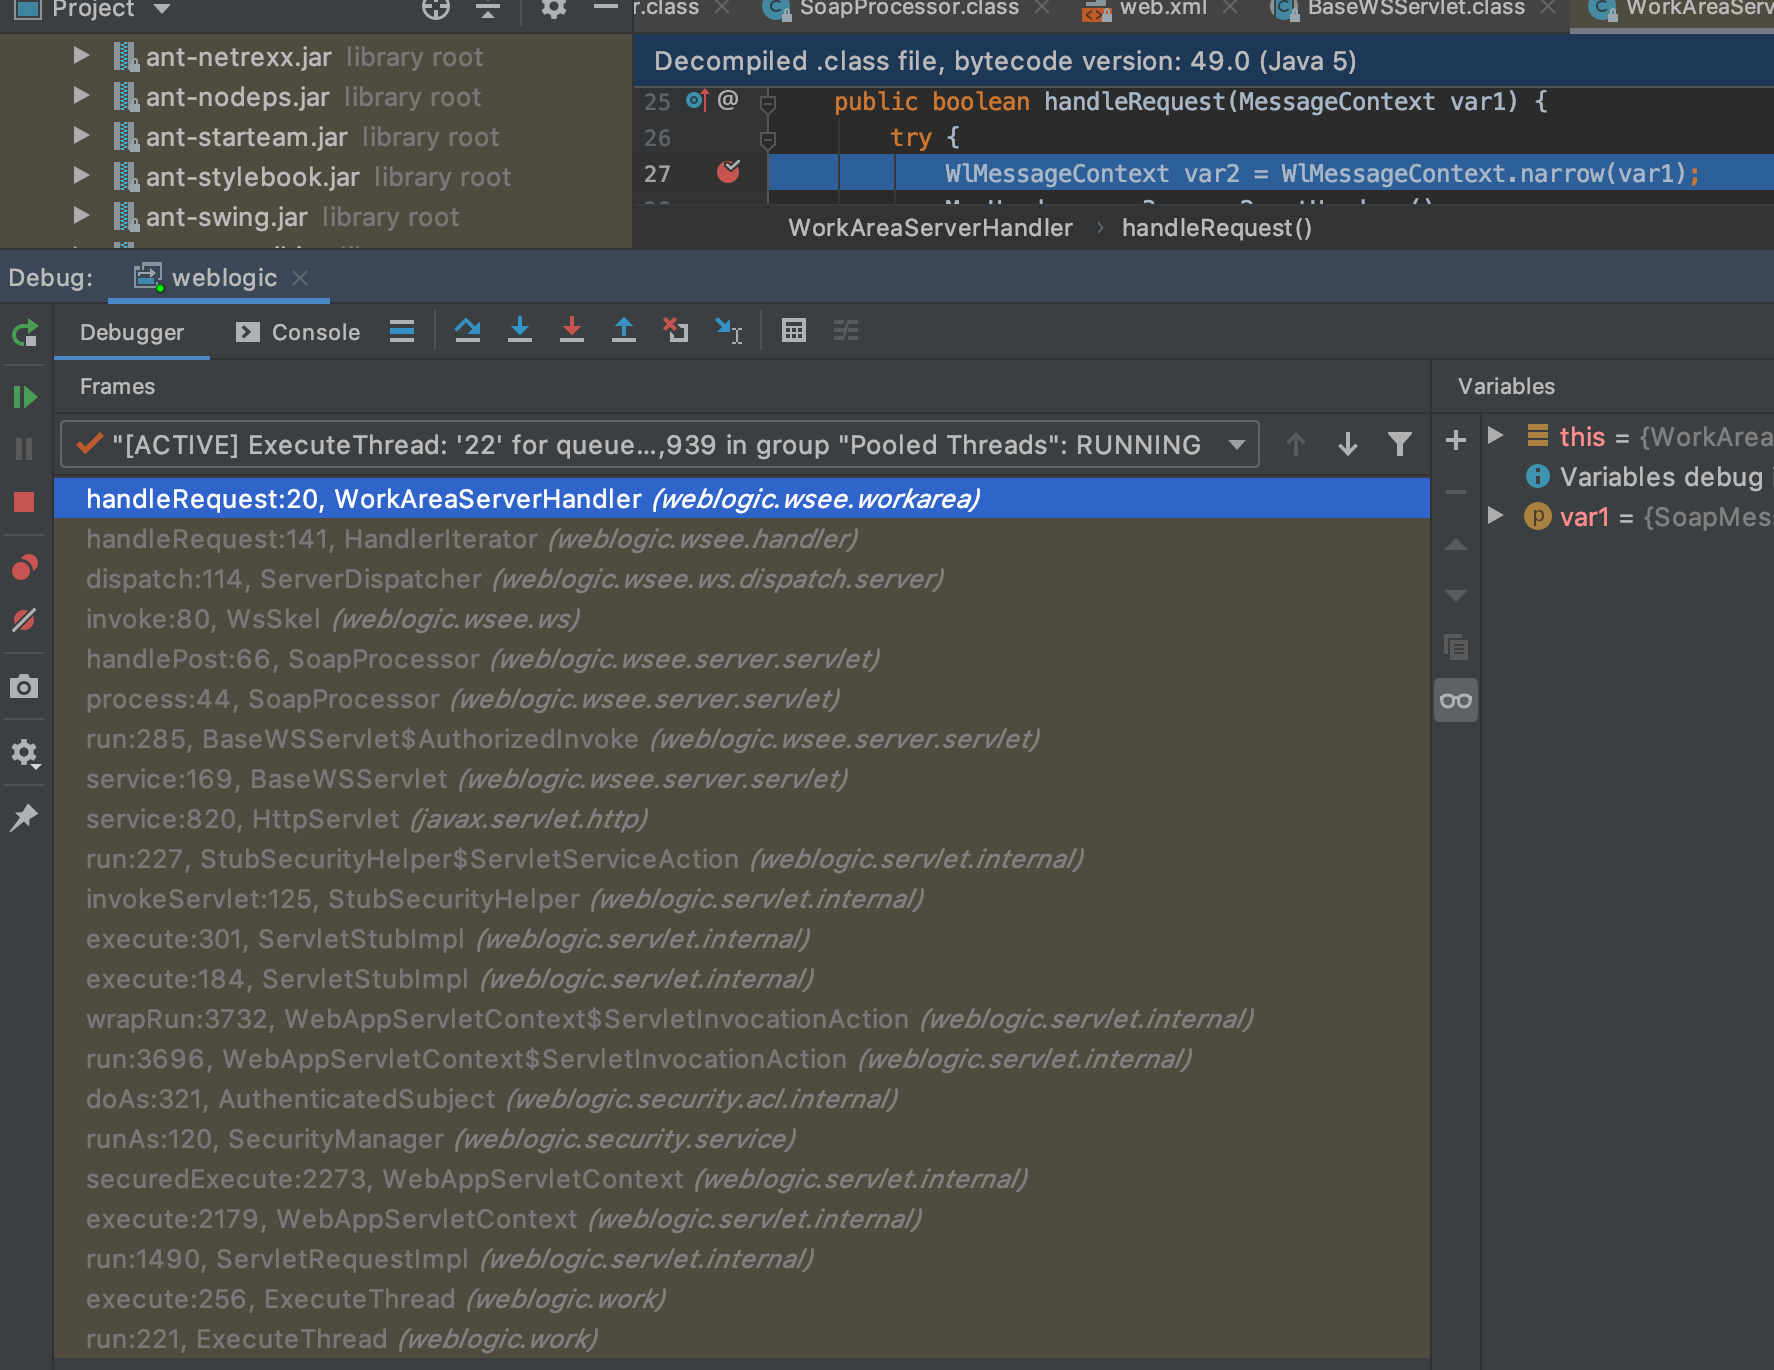 Project
r.class
SoapProcessor.class
web.xml
BaseWSServlet.class
WorkAreaServ
ant-netrexx.jar library root
ant-nodeps.jar library root
ant-starteam.jar library root
ant-stylebook.jar library root
ant-swing.jar library root
Decompiled .class file, bytecode version: 49.0 (Java 5)
25 @ public boolean handleRequest(MessageContext var1) {
26 try {
27 WlMessageContext var2 = WlMessageContext.narrow(var1);
WorkAreaServerHandler › handleRequest()
Debug: weblogic
Debugger Console
Frames
"[ACTIVE] ExecuteThread: '22' for queue...,939 in group "Pooled Threads": RUNNING
handleRequest:20, WorkAreaServerHandler (weblogic.wsee.workarea)
handleRequest:141, HandlerIterator (weblogic.wsee.handler)
dispatch:114, ServerDispatcher (weblogic.wsee.ws.dispatch.server)
invoke:80, WsSkel (weblogic.wsee.ws)
handlePost:66, SoapProcessor (weblogic.wsee.server.servlet)
process:44, SoapProcessor (weblogic.wsee.server.servlet)
run:285, BaseWSServlet$AuthorizedInvoke (weblogic.wsee.server.servlet)
service:169, BaseWSServlet (weblogic.wsee.server.servlet)
service:820, HttpServlet (javax.servlet.http)
run:227, StubSecurityHelper$ServletServiceAction (weblogic.servlet.internal)
invokeServlet:125, StubSecurityHelper (weblogic.servlet.internal)
execute:301, ServletStubImpl (weblogic.servlet.internal)
execute:184, ServletStubImpl (weblogic.servlet.internal)
wrapRun:3732, WebAppServletContext$ServletInvocationAction (weblogic.servlet.internal)
run:3696, WebAppServletContext$ServletInvocationAction (weblogic.servlet.internal)
doAs:321, AuthenticatedSubject (weblogic.security.acl.internal)
runAs:120, SecurityManager (weblogic.security.service)
securedExecute:2273, WebAppServletContext (weblogic.servlet.internal)
execute:2179, WebAppServletContext (weblogic.servlet.internal)
run:1490, ServletRequestImpl (weblogic.servlet.internal)
execute:256, ExecuteThread (weblogic.work)
run:221, ExecuteThread (weblogic.work)
Variables
this = {WorkArea
Variables debug
var1 = {SoapMes